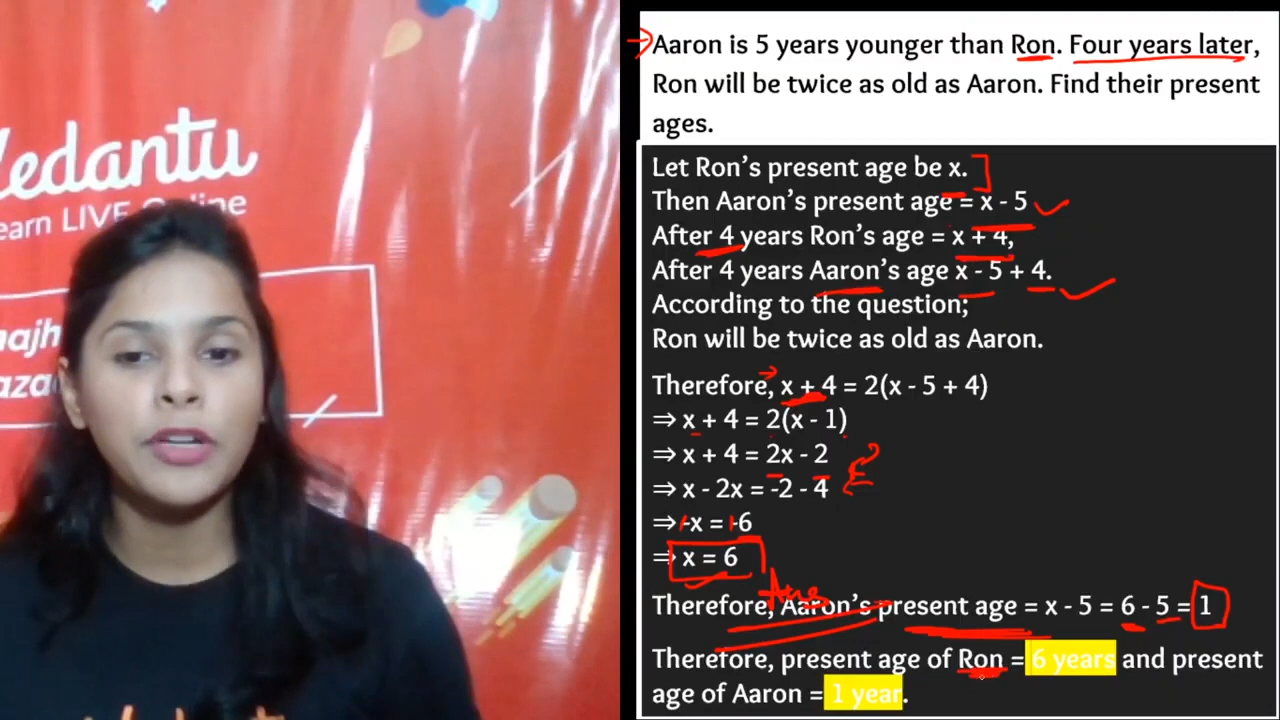 Vedantu
earn LIVE Online
Aaron is 5 years younger than Ron. Four years later,
Ron will be twice as old as Aaron. Find their present
ages.
Let Ron's present age be x.
Then Aaron's present age = x - 5
After 4 years Ron's age = x + 4,
After 4 years Aaron's age x - 5 + 4.
According to the question;
Ron will be twice as old as Aaron.
Therefore, x + 4 = 2(x - 5 + 4)
⇒ x + 4 = 2(x - 1)
⇒ x + 4 = 2x - 2
⇒ x - 2x = -2 - 4
⇒ -x = -6
⇒ x = 6
Ans
Therefore, Aaron's present age = x - 5 = 6 - 5 = 1
Therefore, present age of Ron = 6 years and present
age of Aaron = 1 year.